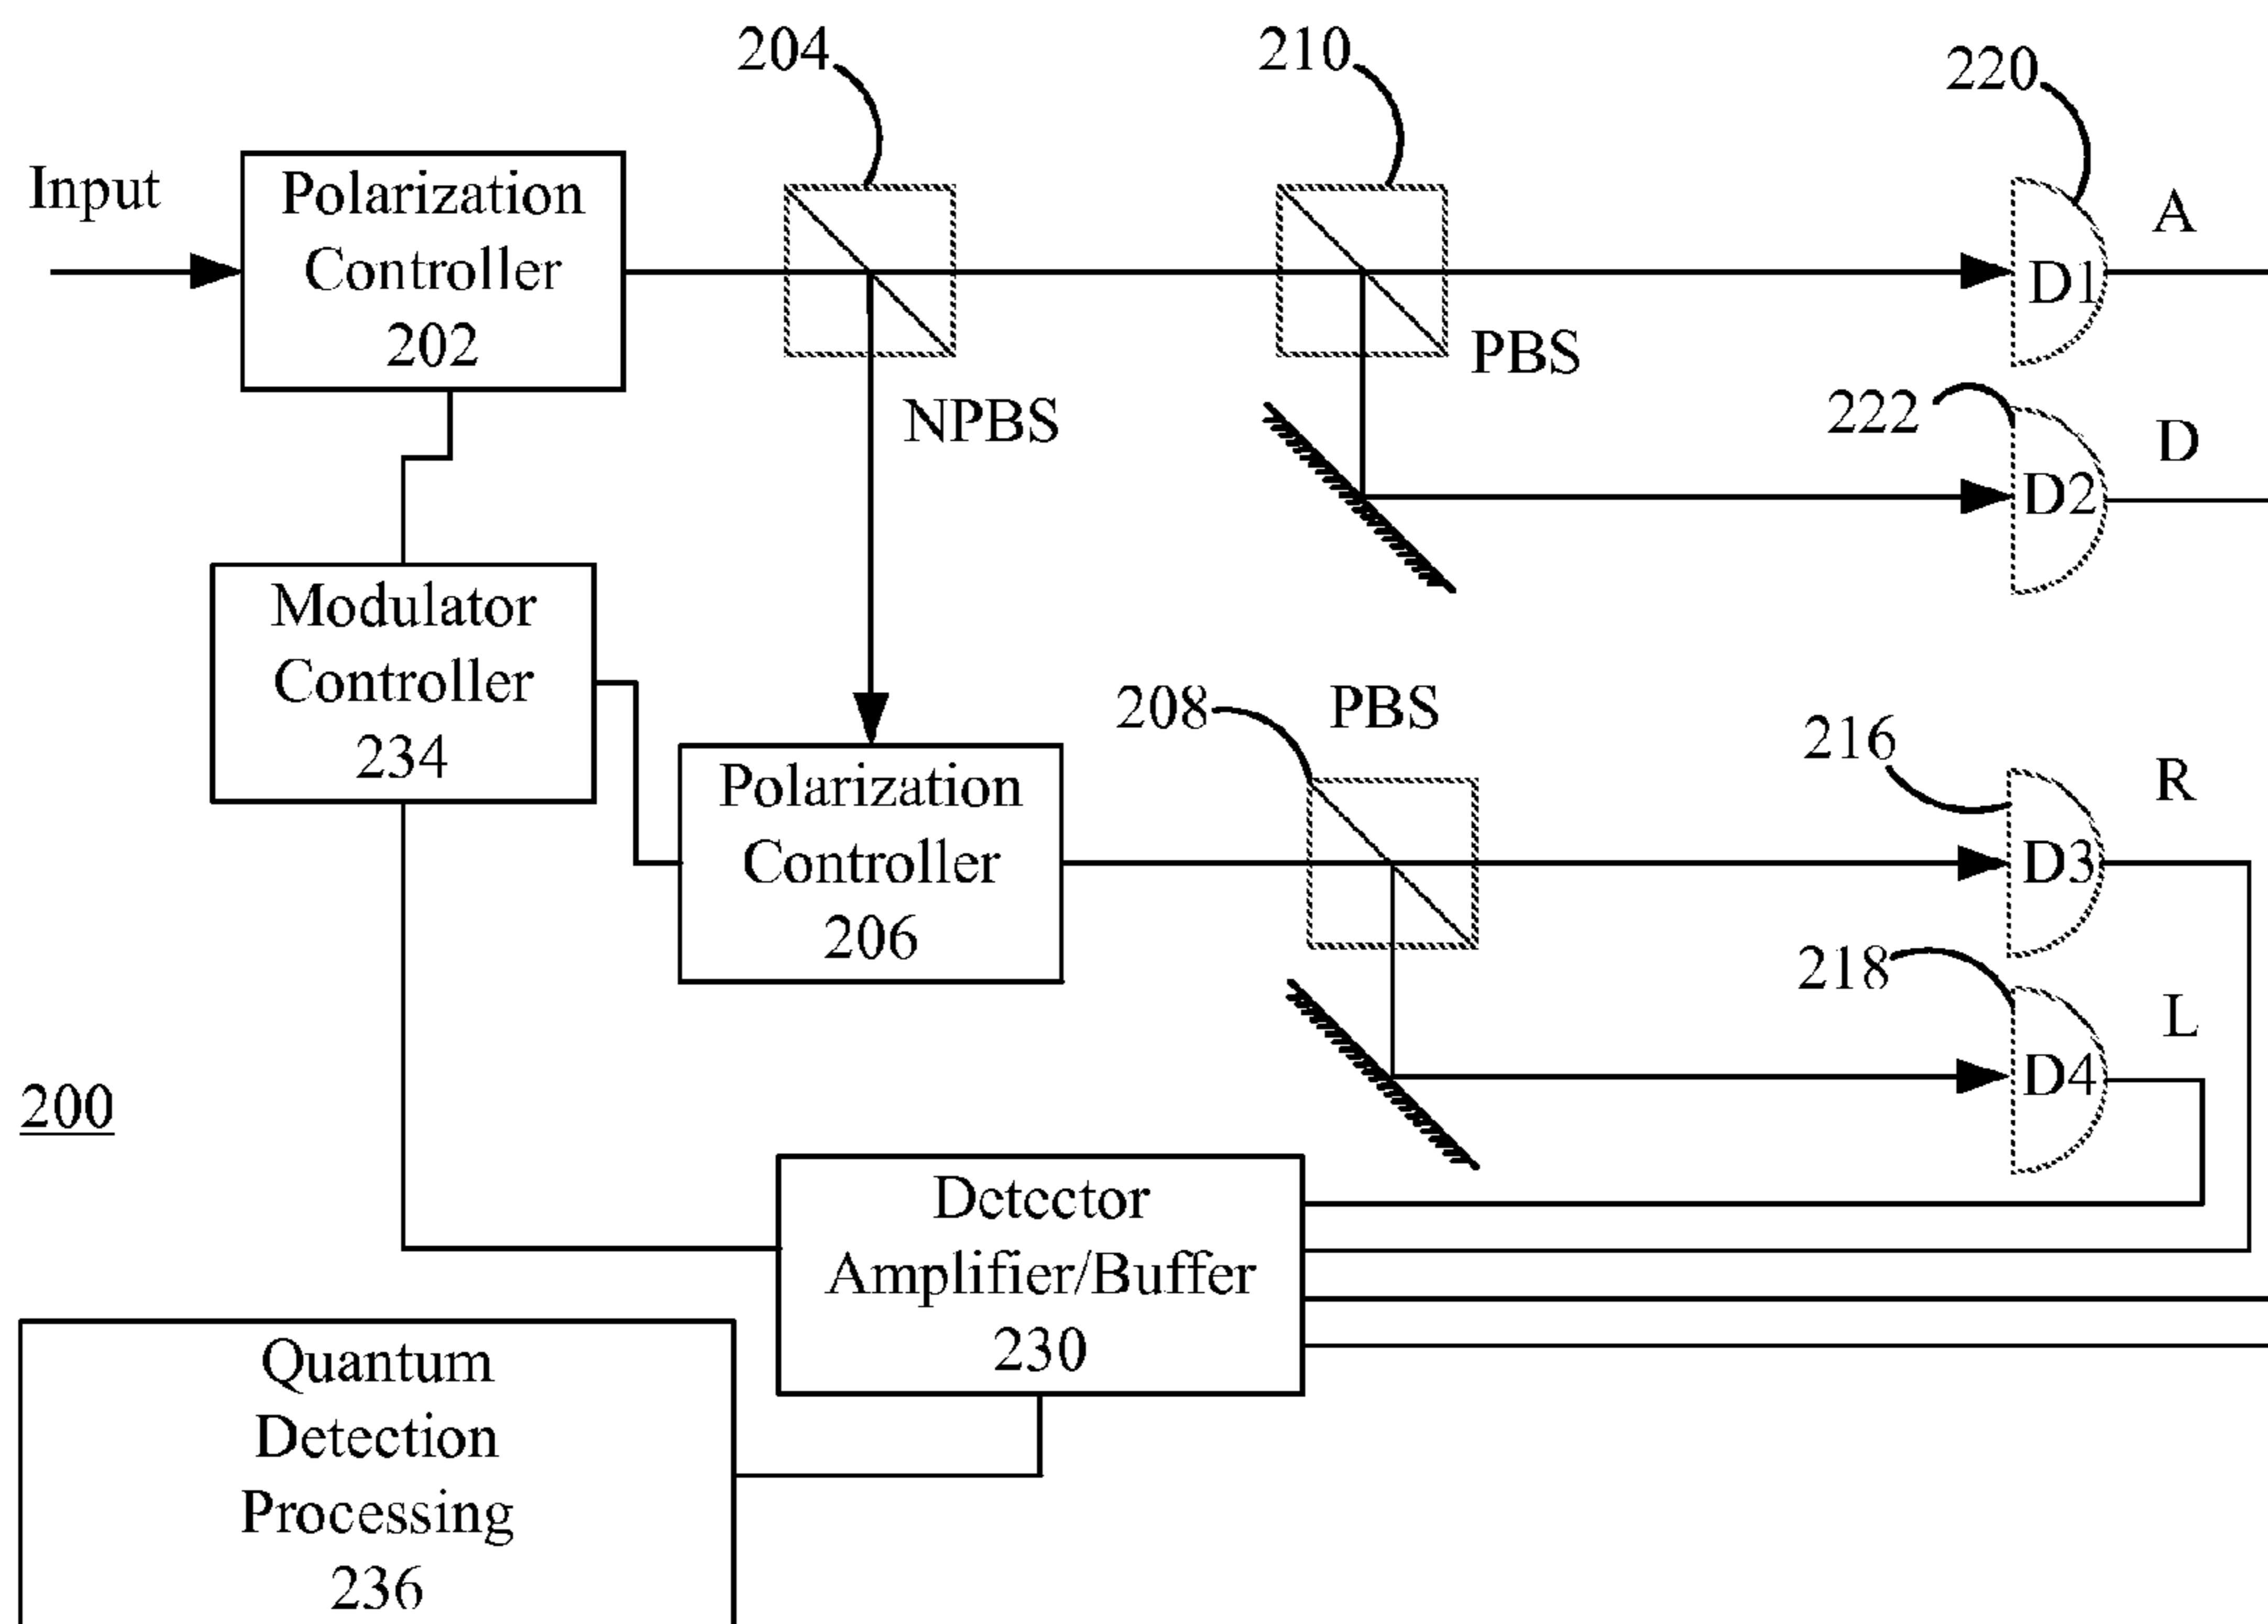 204
210
220
Input
Polarization
Controller
202
A
D1
PBS
NPBS
222
D
D2
Modulator
Controller
234
208
PBS
216
R
Polarization
Controller
206
D3
218
L
D4
200
Detector
Amplifier/Buffer
230
Quantum
Detection
Processing
236